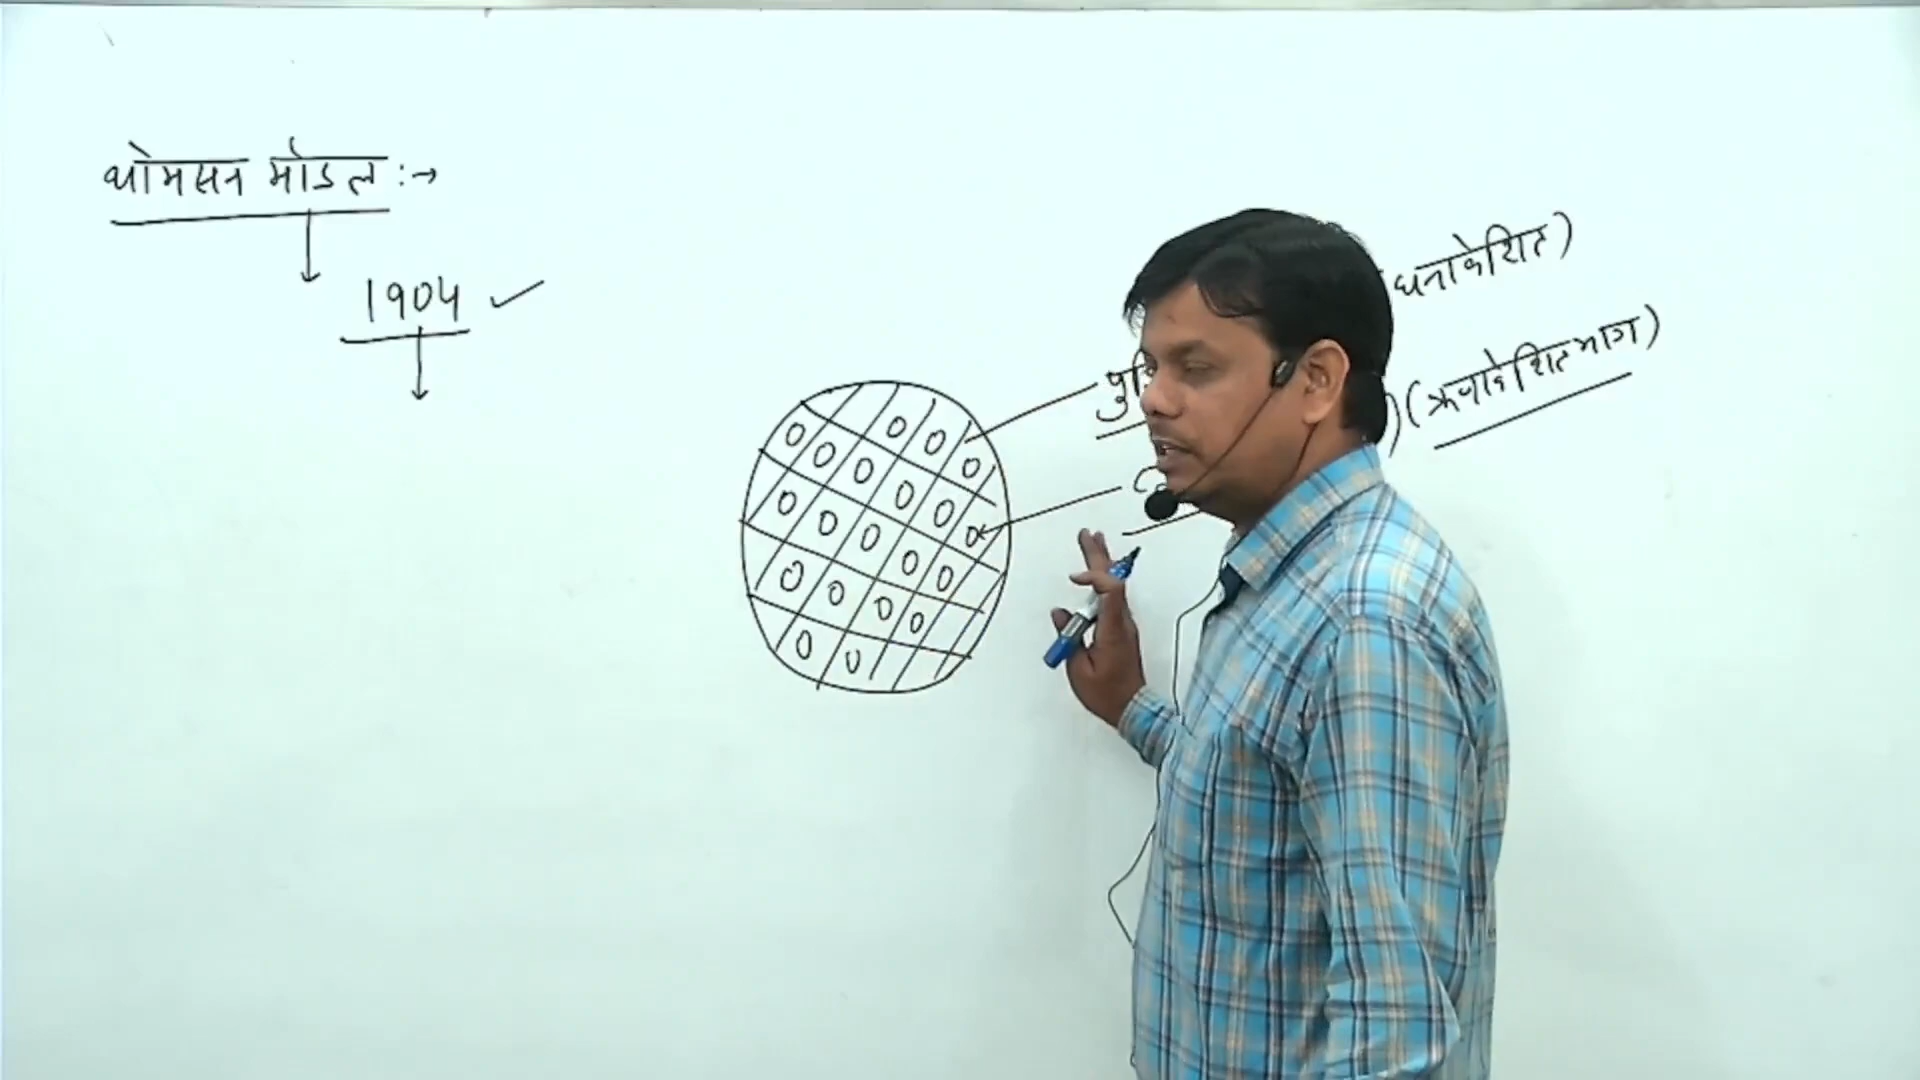 थोमसन मोडल :→
1904 ✓
धनावेशित)
) (ऋणावेशित भाग)